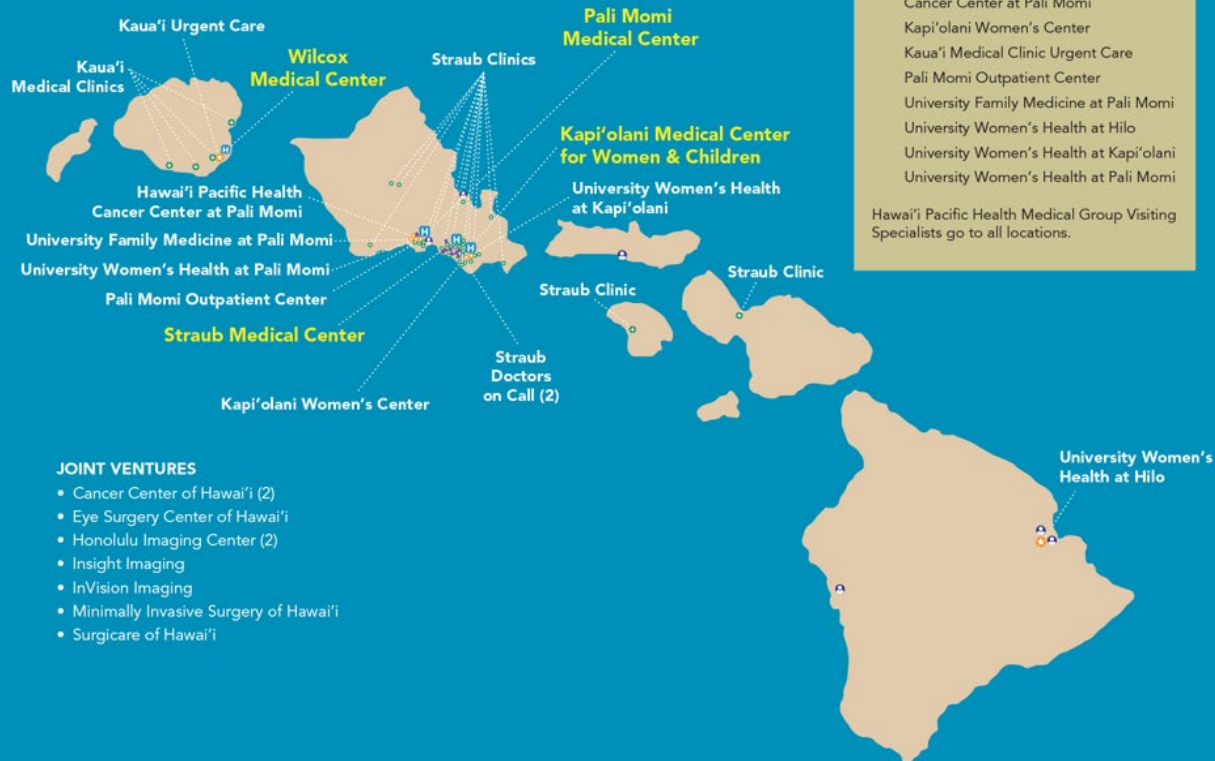 Kaua'i Urgent Care
Kaua'i
Medical Clinics
Wilcox
Medical Center
Straub Clinics
Pali Momi
Medical Center
Kapi'olani Medical Center
for Women & Children
University Women's Health
at Kapi'olani
Hawai'i Pacific Health
Cancer Center at Pali Momi
University Family Medicine at Pali Momi
University Women's Health at Pali Momi
Pali Momi Outpatient Center
Straub Medical Center
Kapi'olani Women's Center
Straub
Doctors
on Call (2)
Straub Clinic
Straub Clinic
University Women's
Health at Hilo
H
H
H
H
Cancer Center at Pali Momi
Kapi'olani Women's Center
Kaua'i Medical Clinic Urgent Care
Pali Momi Outpatient Center
University Family Medicine at Pali Momi
University Women's Health at Hilo
University Women's Health at Kapi'olani
University Women's Health at Pali Momi
Hawai'i Pacific Health Medical Group Visiting
Specialists go to all locations.
JOINT VENTURES
• Cancer Center of Hawai'i (2)
• Eye Surgery Center of Hawai'i
• Honolulu Imaging Center (2)
• Insight Imaging
• InVision Imaging
• Minimally Invasive Surgery of Hawai'i
• Surgicare of Hawai'i